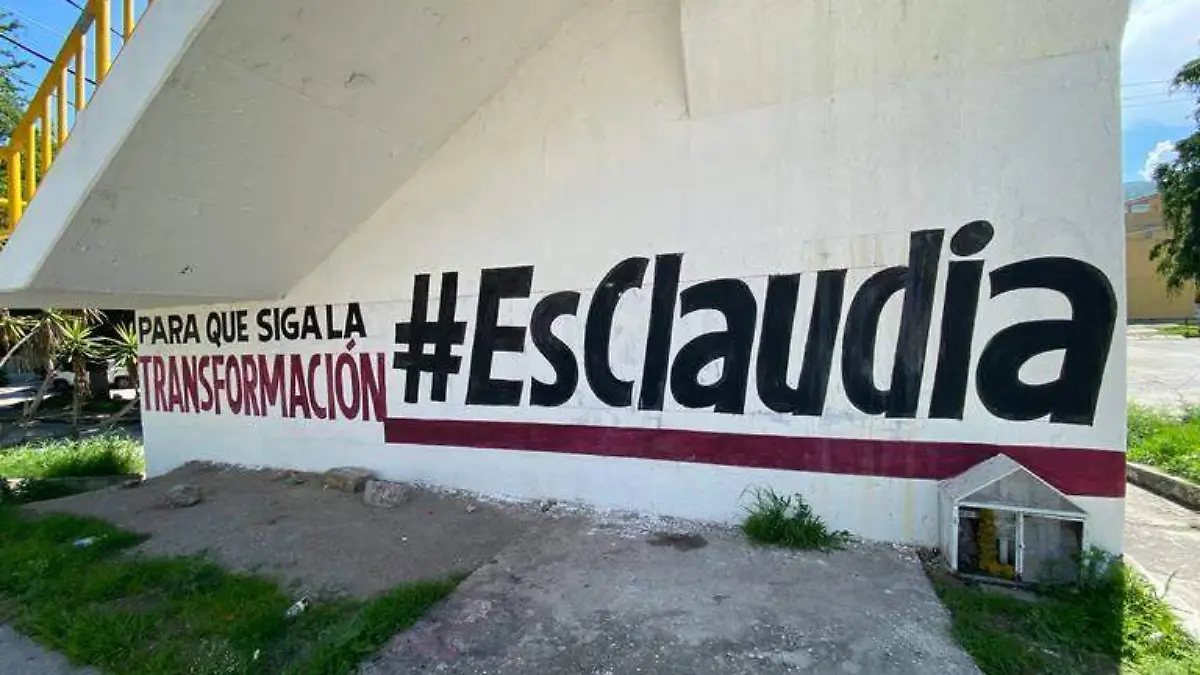 PARA QUE SIGA LA
TRANSFORMACIÓN
#EsClaudia